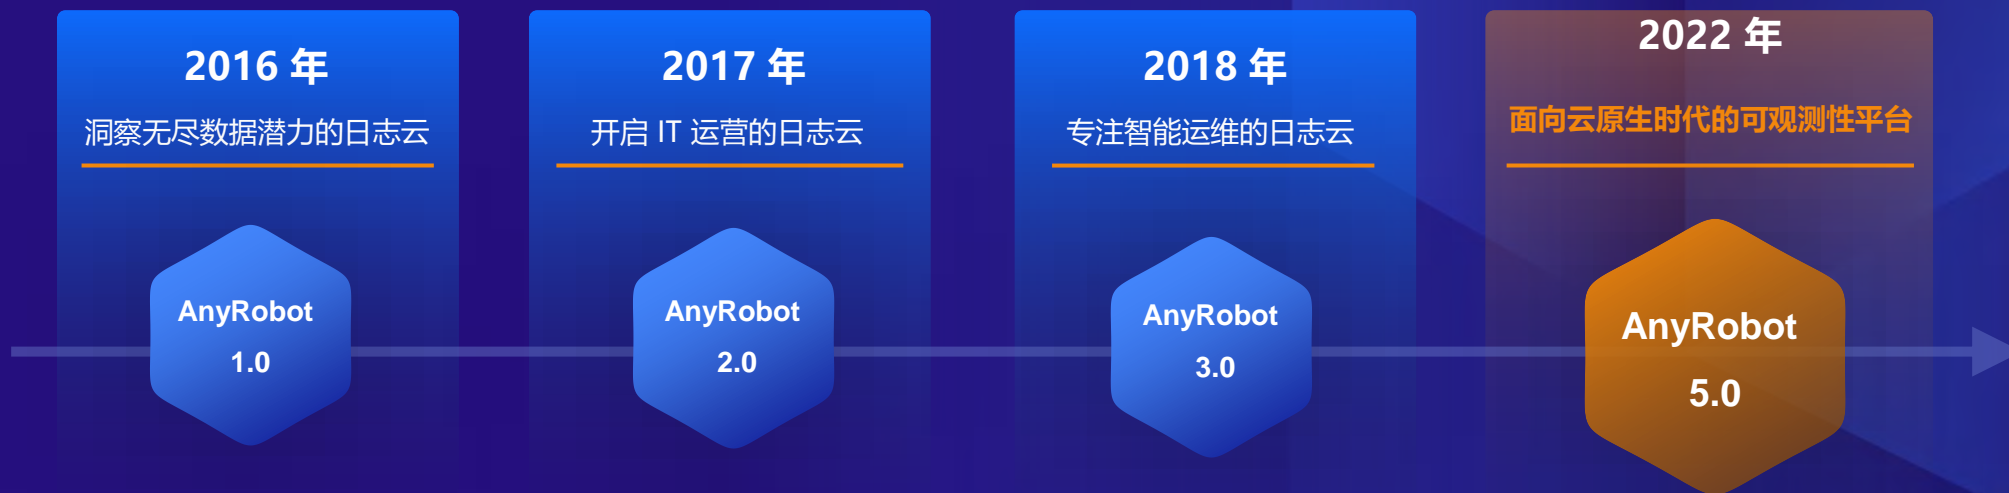 2016 年
洞察无尽数据潜力的日志云
AnyRobot
1.0
2017 年
开启 IT 运营的日志云
AnyRobot
2.0
2018 年
专注智能运维的日志云
AnyRobot
3.0
2022 年
面向云原生时代的可观测性平台
AnyRobot
5.0